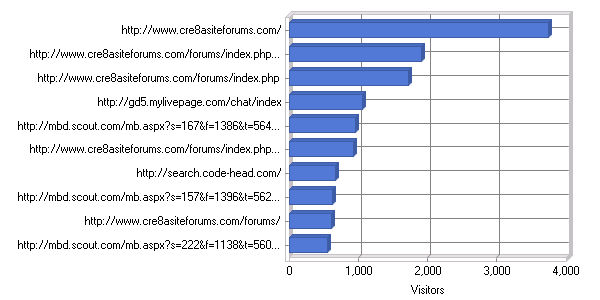 http://www.cre8asiteforums.com/
http://www.cre8asiteforums.com/forums/index.php...
http://www.cre8asiteforums.com/forums/index.php
http://gd5.mylivepage.com/chat/index
http://mbd.scout.com/mb.aspx?s=167&f=1386&t=564...
http://www.cre8asiteforums.com/forums/index.php...
http://search.code-head.com/
http://mbd.scout.com/mb.aspx?s=157&f=1396&t=562...
http://www.cre8asiteforums.com/forums/
http://mbd.scout.com/mb.aspx?s=222&f=1138&t=560...
0 1,000 2,000 3,000 4,000
Visitors